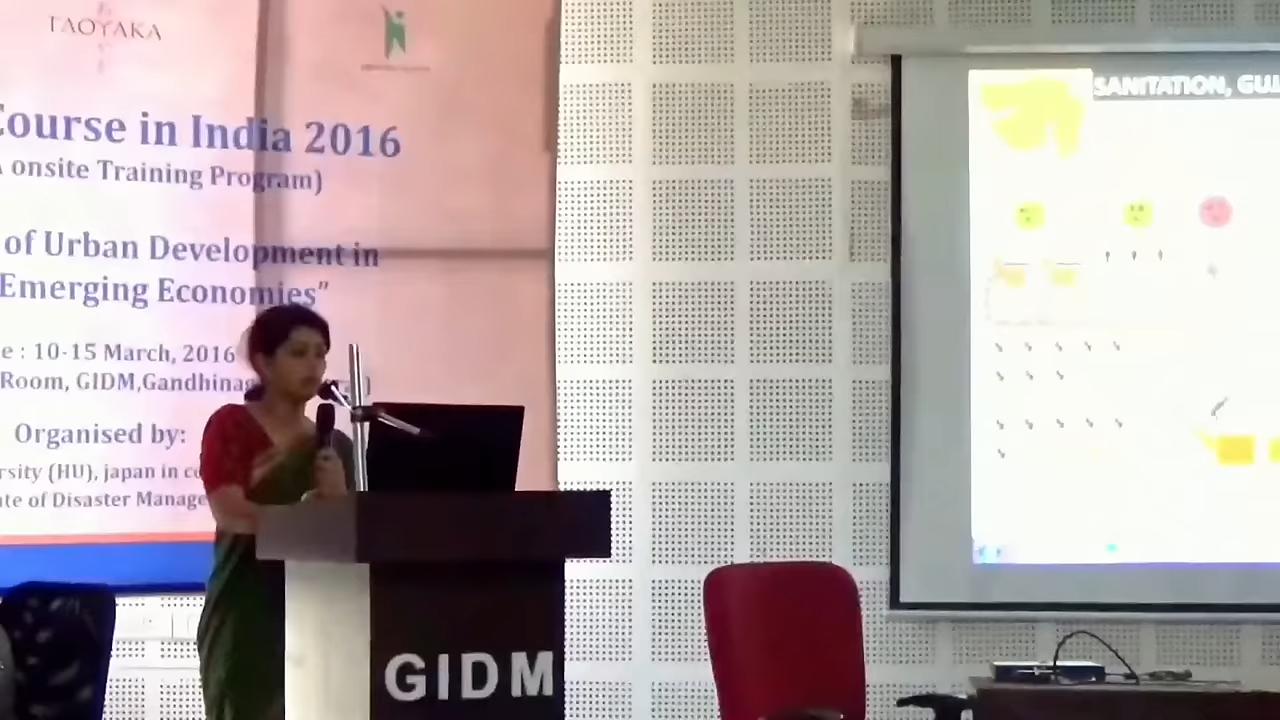 TAOYAKA
Course in India 2016
onsite Training Program)
of Urban Development in
Emerging Economies”
e : 10-15 March, 2016
Room, GIDM,Gandhinag
Organised by:
rsity (HU), japan in co
te of Disaster Manage
GIDM
SANITATION, GUJ